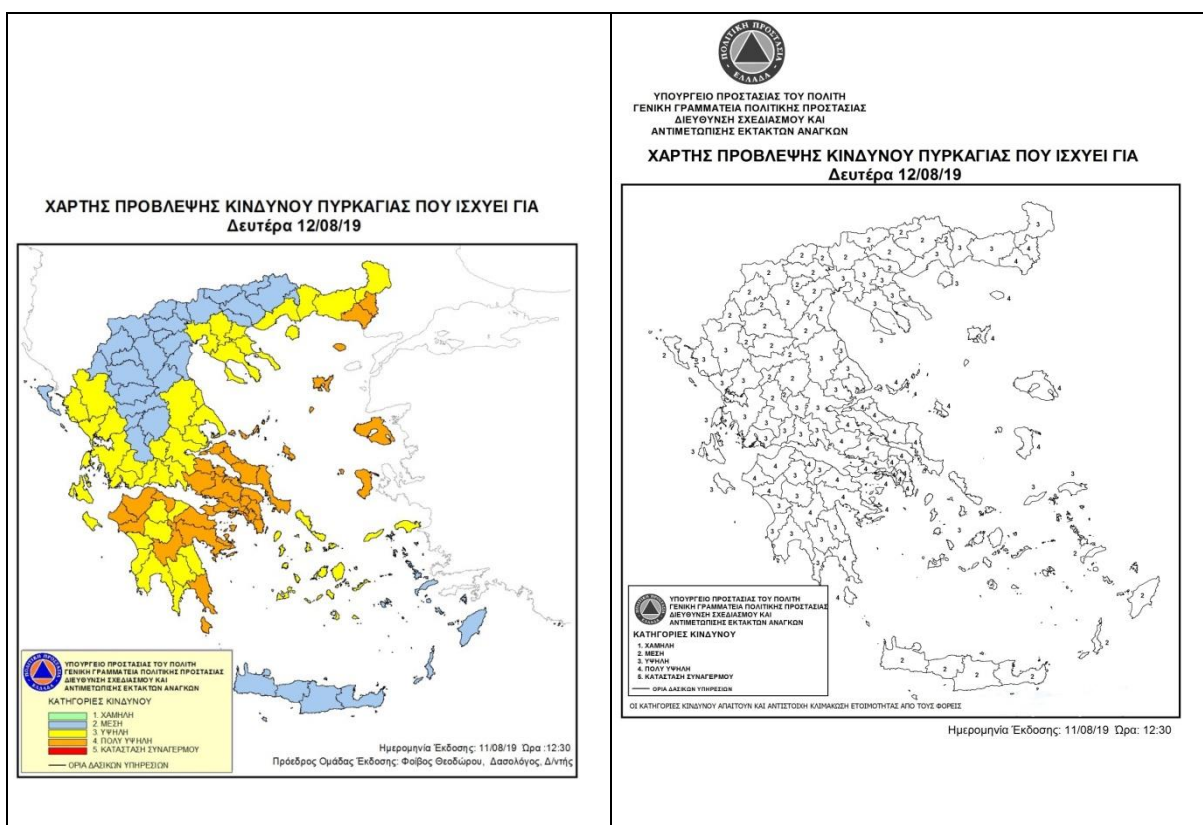 ΧΑΡΤΗΣ ΠΡΟΒΛΕΨΗΣ ΚΙΝΔΥΝΟΥ ΠΥΡΚΑΓΙΑΣ ΠΟΥ ΙΣΧΥΕΙ ΓΙΑ
Δευτέρα 12/08/19
ΠΟΛΙΤΙΚΗ ΠΡΟΣΤΑΣΙΑ
ΕΛΛΑΔΑ
ΥΠΟΥΡΓΕΙΟ ΠΡΟΣΤΑΣΙΑΣ ΤΟΥ ΠΟΛΙΤΗ
ΓΕΝΙΚΗ ΓΡΑΜΜΑΤΕΙΑ ΠΟΛΙΤΙΚΗΣ ΠΡΟΣΤΑΣΙΑΣ
ΔΙΕΥΘΥΝΣΗ ΣΧΕΔΙΑΣΜΟΥ ΚΑΙ
ΑΝΤΙΜΕΤΩΠΙΣΗΣ ΕΚΤΑΚΤΩΝ ΑΝΑΓΚΩΝ
ΚΑΤΗΓΟΡΙΕΣ ΚΙΝΔΥΝΟΥ
1. ΧΑΜΗΛΗ
2. ΜΕΣΗ
3. ΥΨΗΛΗ
4. ΠΟΛΥ ΥΨΗΛΗ
5. ΚΑΤΑΣΤΑΣΗ ΣΥΝΑΓΕΡΜΟΥ
ΟΡΙΑ ΔΑΣΙΚΩΝ ΥΠΗΡΕΣΙΩΝ
Ημερομηνία Έκδοσης: 11/08/19 Ώρα :12:30
Πρόεδρος Ομάδας Έκδοσης: Φοίβος Θεοδώρου, Δασολόγος, Δ/ντής
ΠΟΛΙΤΙΚΗ ΠΡΟΣΤΑΣΙΑ
ΕΛΛΑΔΑ
ΥΠΟΥΡΓΕΙΟ ΠΡΟΣΤΑΣΙΑΣ ΤΟΥ ΠΟΛΙΤΗ
ΓΕΝΙΚΗ ΓΡΑΜΜΑΤΕΙΑ ΠΟΛΙΤΙΚΗΣ ΠΡΟΣΤΑΣΙΑΣ
ΔΙΕΥΘΥΝΣΗ ΣΧΕΔΙΑΣΜΟΥ ΚΑΙ
ΑΝΤΙΜΕΤΩΠΙΣΗΣ ΕΚΤΑΚΤΩΝ ΑΝΑΓΚΩΝ
ΧΑΡΤΗΣ ΠΡΟΒΛΕΨΗΣ ΚΙΝΔΥΝΟΥ ΠΥΡΚΑΓΙΑΣ ΠΟΥ ΙΣΧΥΕΙ ΓΙΑ
Δευτέρα 12/08/19
ΥΠΟΥΡΓΕΙΟ ΠΡΟΣΤΑΣΙΑΣ ΤΟΥ ΠΟΛΙΤΗ
ΓΕΝΙΚΗ ΓΡΑΜΜΑΤΕΙΑ ΠΟΛΙΤΙΚΗΣ ΠΡΟΣΤΑΣΙΑΣ
ΔΙΕΥΘΥΝΣΗ ΣΧΕΔΙΑΣΜΟΥ ΚΑΙ
ΑΝΤΙΜΕΤΩΠΙΣΗΣ ΕΚΤΑΚΤΩΝ ΑΝΑΓΚΩΝ
ΚΑΤΗΓΟΡΙΕΣ ΚΙΝΔΥΝΟΥ
1. ΧΑΜΗΛΗ
2. ΜΕΣΗ
3. ΥΨΗΛΗ
4. ΠΟΛΥ ΥΨΗΛΗ
5. ΚΑΤΑΣΤΑΣΗ ΣΥΝΑΓΕΡΜΟΥ
ΟΡΙΑ ΔΑΣΙΚΩΝ ΥΠΗΡΕΣΙΩΝ
ΟΙ ΚΑΤΗΓΟΡΙΕΣ ΚΙΝΔΥΝΟΥ ΑΠΑΙΤΟΥΝ ΚΑΙ ΑΝΤΙΣΤΟΙΧΗ ΚΛΙΜΑΚΩΣΗ ΕΤΟΙΜΟΤΗΤΑΣ ΑΠΟ ΤΟΥΣ ΦΟΡΕΙΣ
Ημερομηνία Έκδοσης: 11/08/19 Ώρα: 12:30